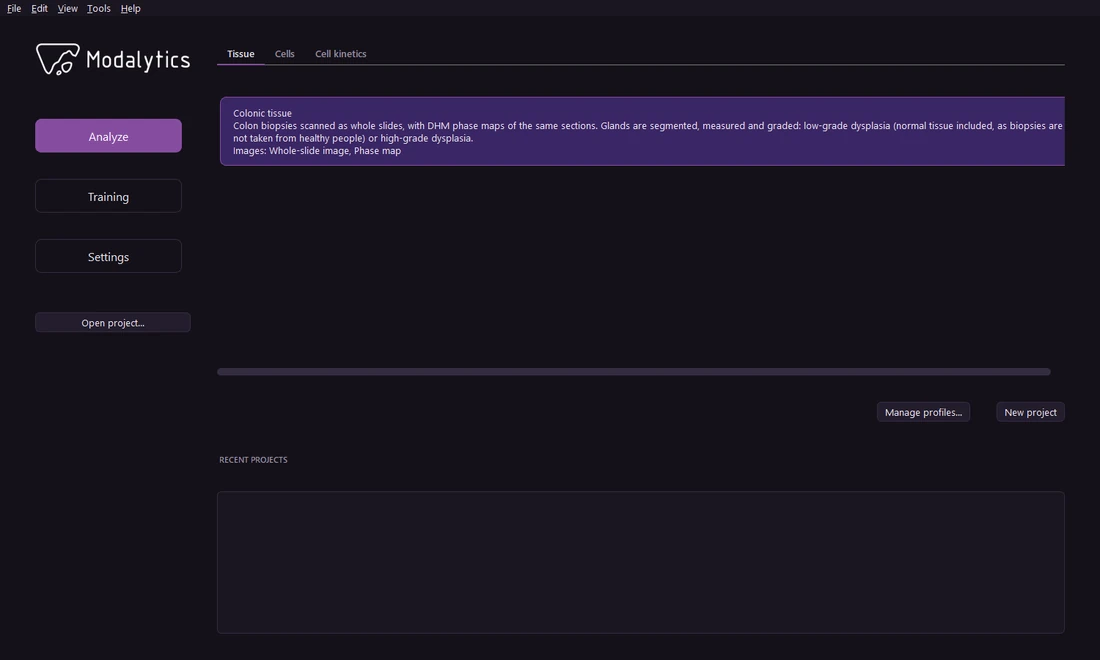 File Edit View Tools Help
Modalytics
Tissue Cells Cell kinetics
Analyze
Training
Settings
Open project...
Colonic tissue
Colon biopsies scanned as whole slides, with DHM phase maps of the same sections. Glands are segmented, measured and graded: low-grade dysplasia (normal tissue included, as biopsies are
not taken from healthy people) or high-grade dysplasia.
Images: Whole-slide image, Phase map
Manage profiles... New project
RECENT PROJECTS